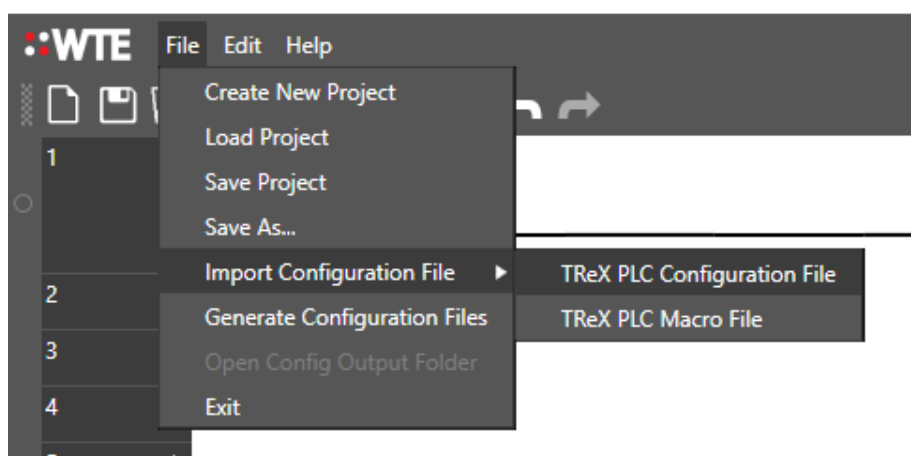 WTE File Edit Help
Create New Project
Load Project
1
Save Project
Save As...
Import Configuration File TReX PLC Configuration File
2
Generate Configuration Files TReX PLC Macro File
3
Open Config Output Folder
4
Exit